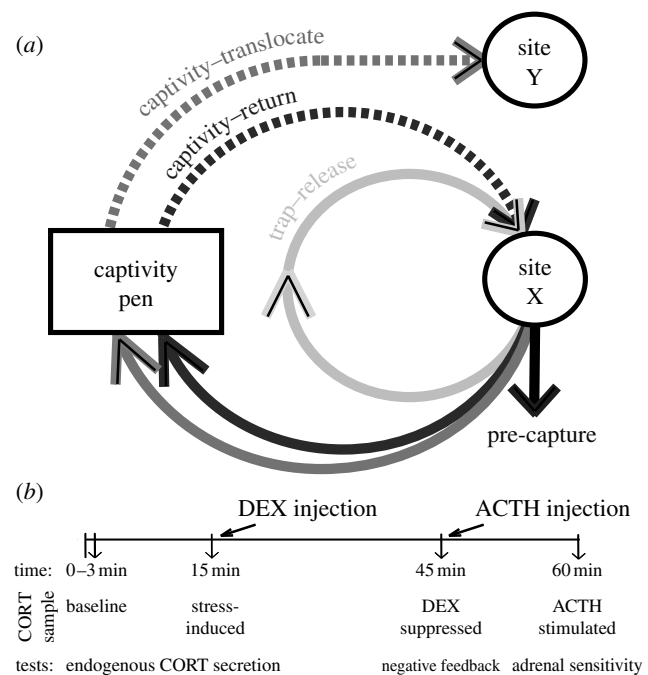 (a)
captivity–translocate
site
Y
captivity–return
trap–release
captivity
pen
site
X
pre-capture
(b)
DEX injection
ACTH injection
time: 0–3 min 15 min 45 min 60 min
CORT
sample
baseline
stress-
induced
DEX
suppressed
ACTH
stimulated
tests: endogenous CORT secretion negative feedback adrenal sensitivity